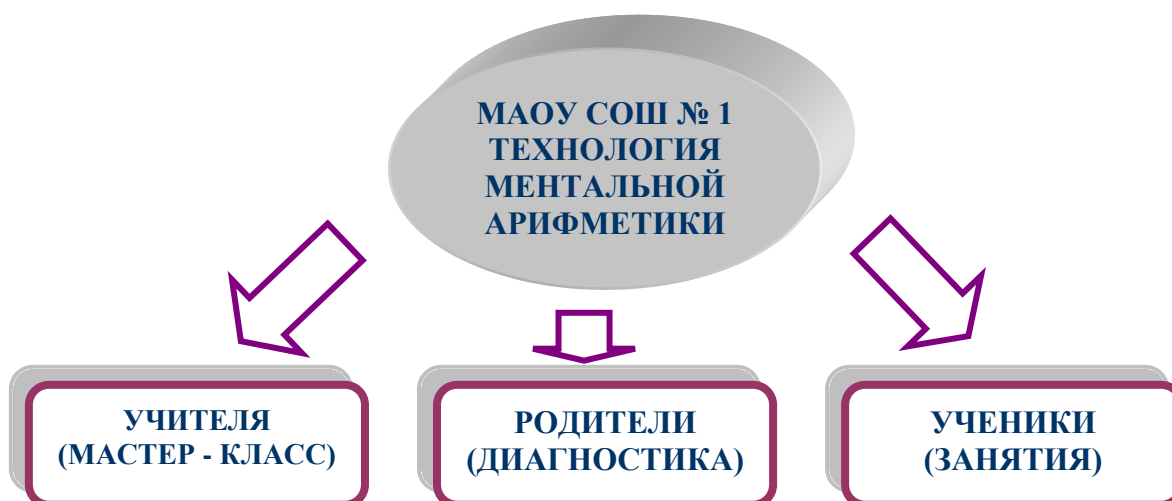 МАОУ СОШ № 1
ТЕХНОЛОГИЯ
МЕНТАЛЬНОЙ
АРИФМЕТИКИ
УЧИТЕЛЯ
(МАСТЕР - КЛАСС)
РОДИТЕЛИ
(ДИАГНОСТИКА)
УЧЕНИКИ
(ЗАНЯТИЯ)